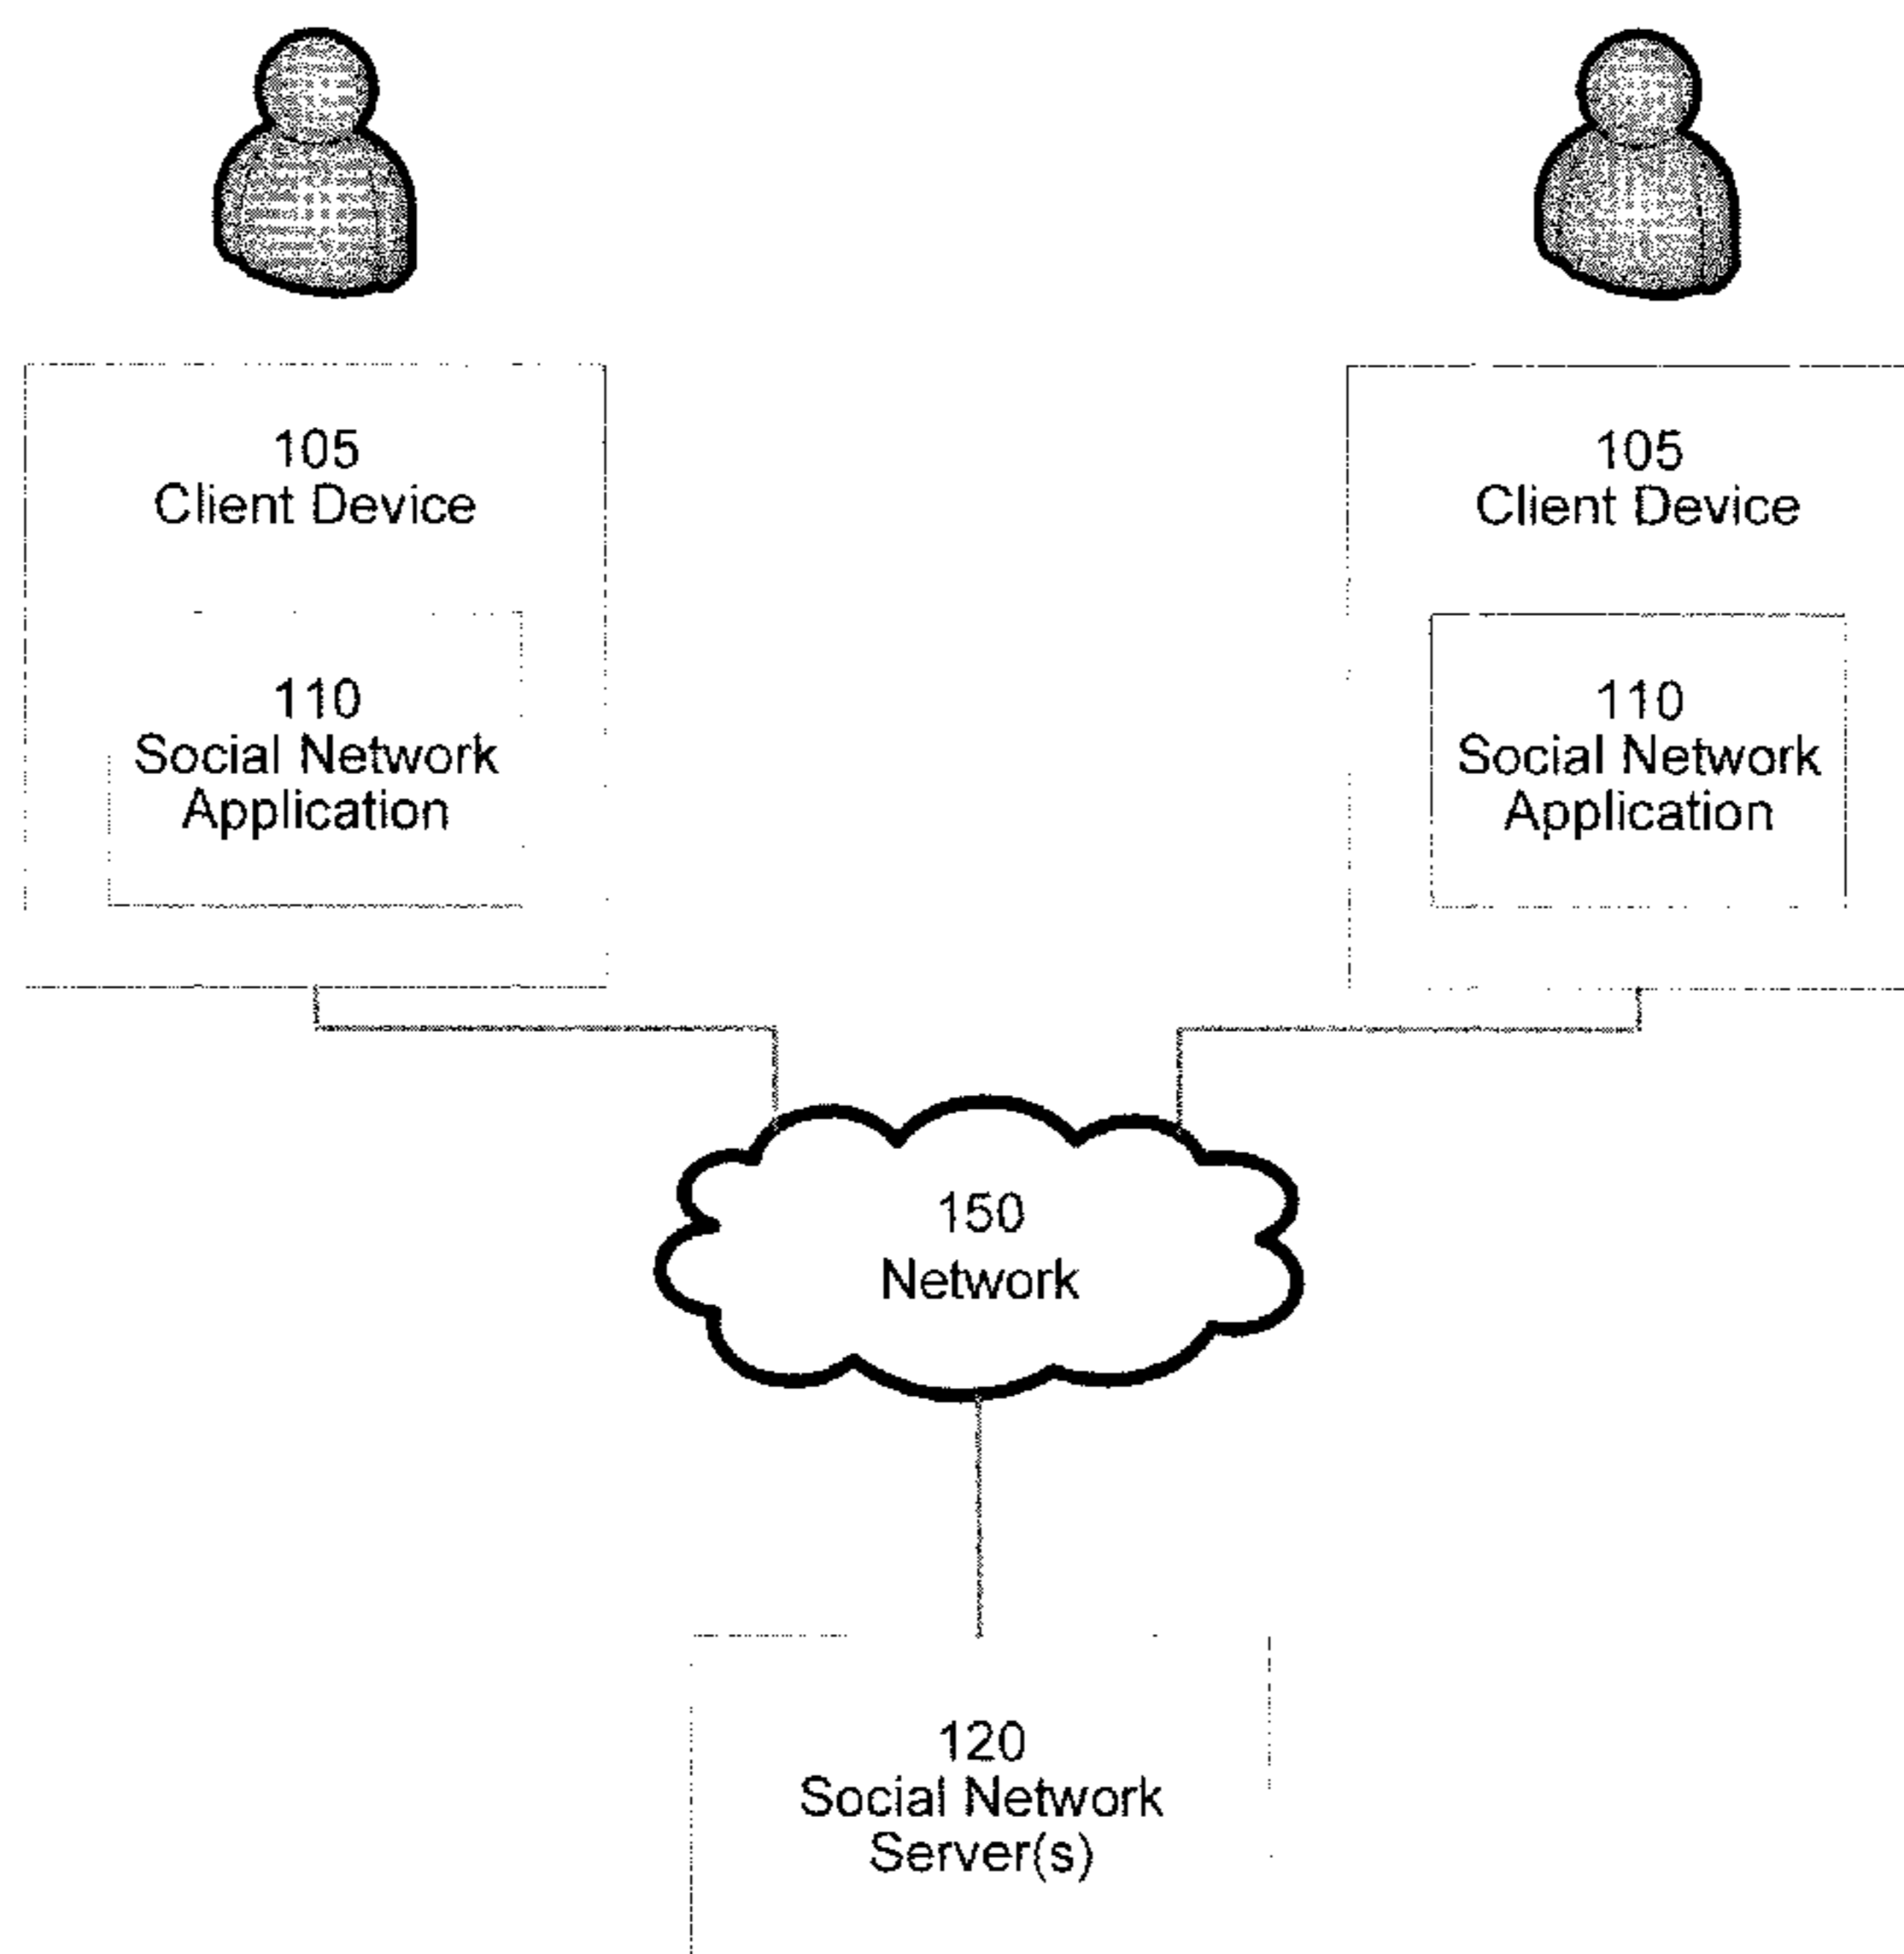 105
Client Device
110
Social Network
Application
105
Client Device
110
Social Network
Application
150
Network
120
Social Network
Server(s)